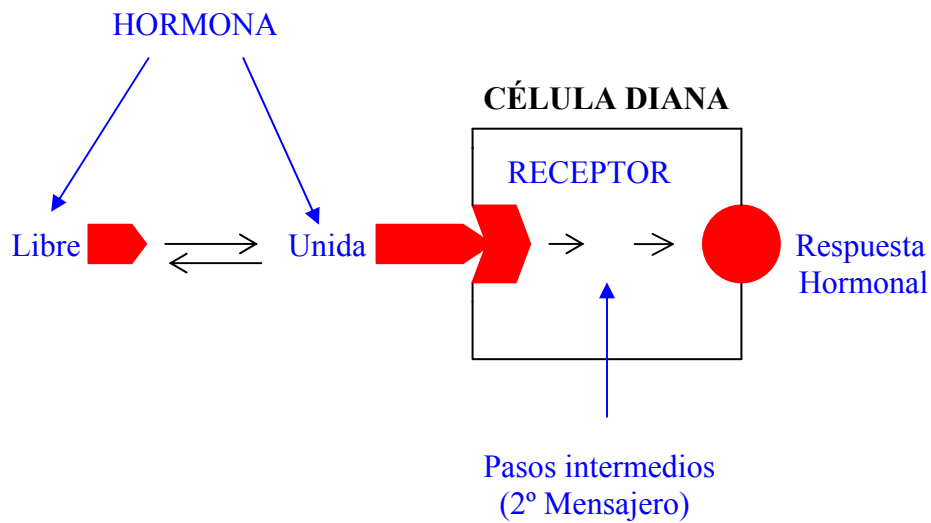 HORMONA
CÉLULA DIANA
RECEPTOR
Libre
Unida
Respuesta
Hormonal
Pasos intermedios
(2º Mensajero)